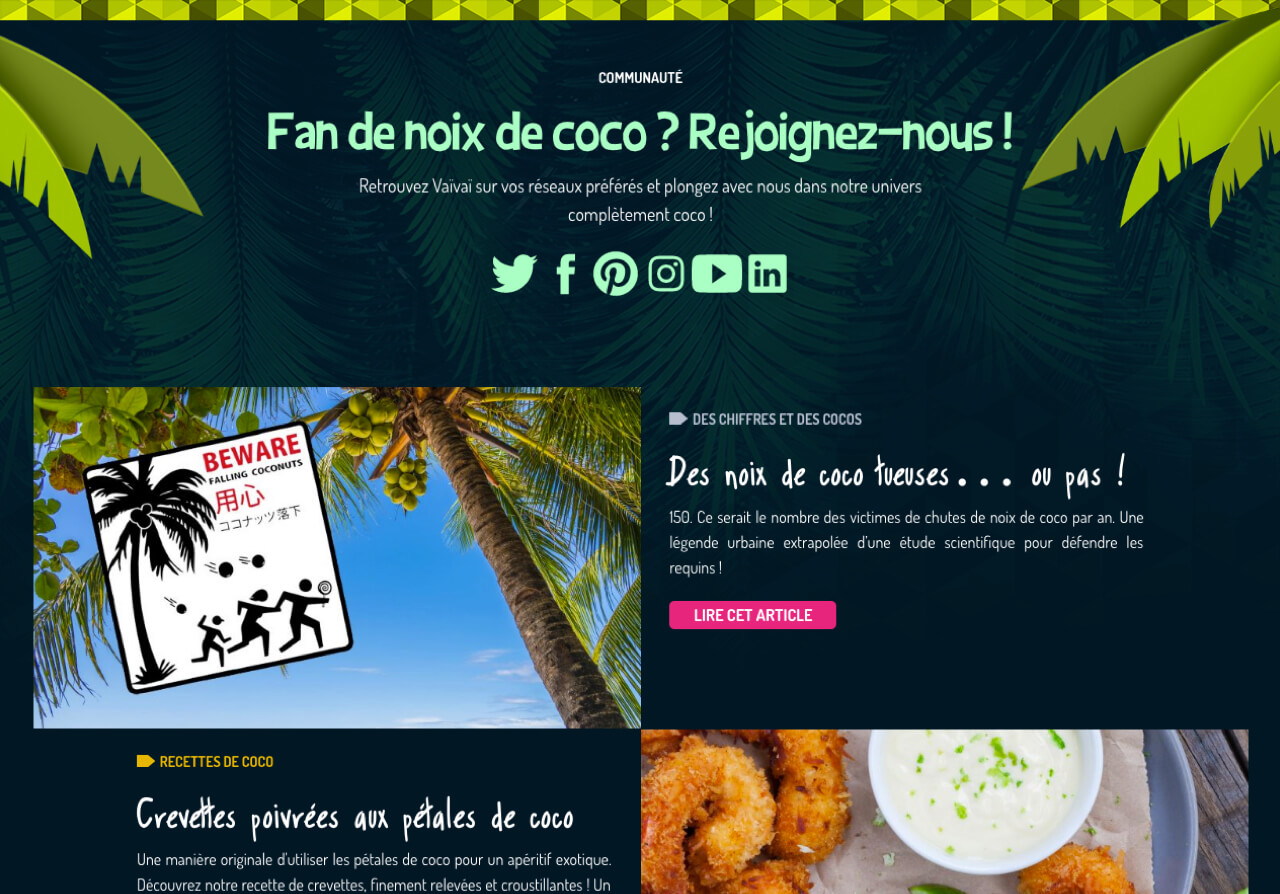 COMMUNAUTÉ
Fan de noix de coco ? Rejoignez-nous !
Retrouvez Vaïvaï sur vos réseaux préférés et plongez avec nous dans notre univers
complètement coco !
BEWARE
FALLING COCONUTS
用心
ココナッツ落下
DES CHIFFRES ET DES COCOS
Des noix de coco tueuses... ou pas !
150. Ce serait le nombre des victimes de chutes de noix de coco par an. Une
légende urbaine extrapolée d'une étude scientifique pour défendre les
requins !
LIRE CET ARTICLE
RECETTES DE COCO
Crevettes poivrées aux pétales de coco
Une manière originale d'utiliser les pétales de coco pour un apéritif exotique.
Découvrez notre recette de crevettes, finement relevées et croustillantes ! Un